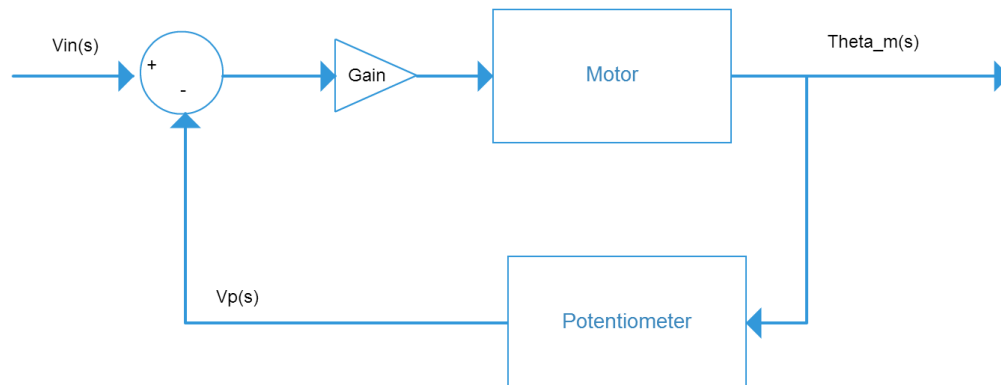 Vin(s)
Theta_m(s)
+
-
Gain
Motor
Vp(s)
Potentiometer